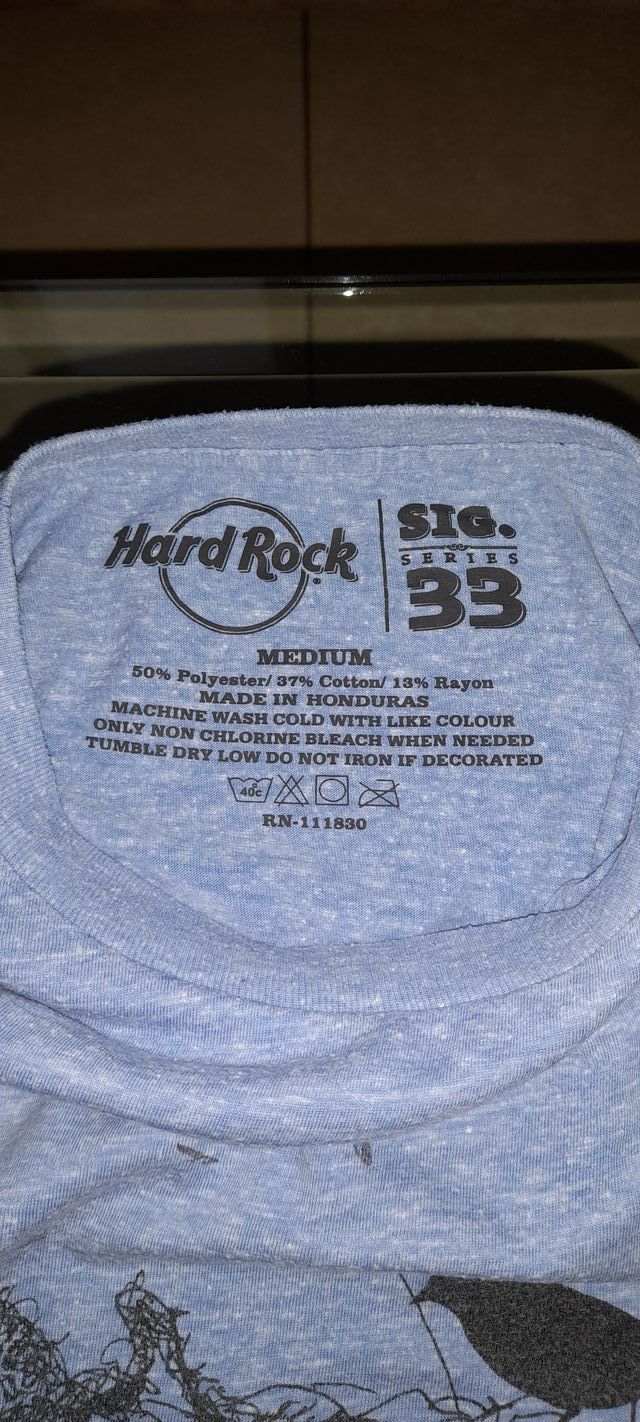 Hard Rock
SIG.
SERIES
33
MEDIUM
50% Polyester/ 37% Cotton/ 13% Rayon
MADE IN HONDURAS
MACHINE WASH COLD WITH LIKE COLOUR
ONLY NON CHLORINE BLEACH WHEN NEEDED
TUMBLE DRY LOW DO NOT IRON IF DECORATED
40c
RN-111830